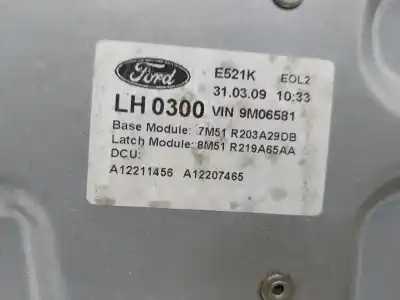 Ford
E521K EOL2
31.03.09 10:33
LH 0300 VIN 9M06581
Base Module: 7M51 R203A29DB
Latch Module: 8M51 R219A65AA
DCU:
A12211456 A12207465